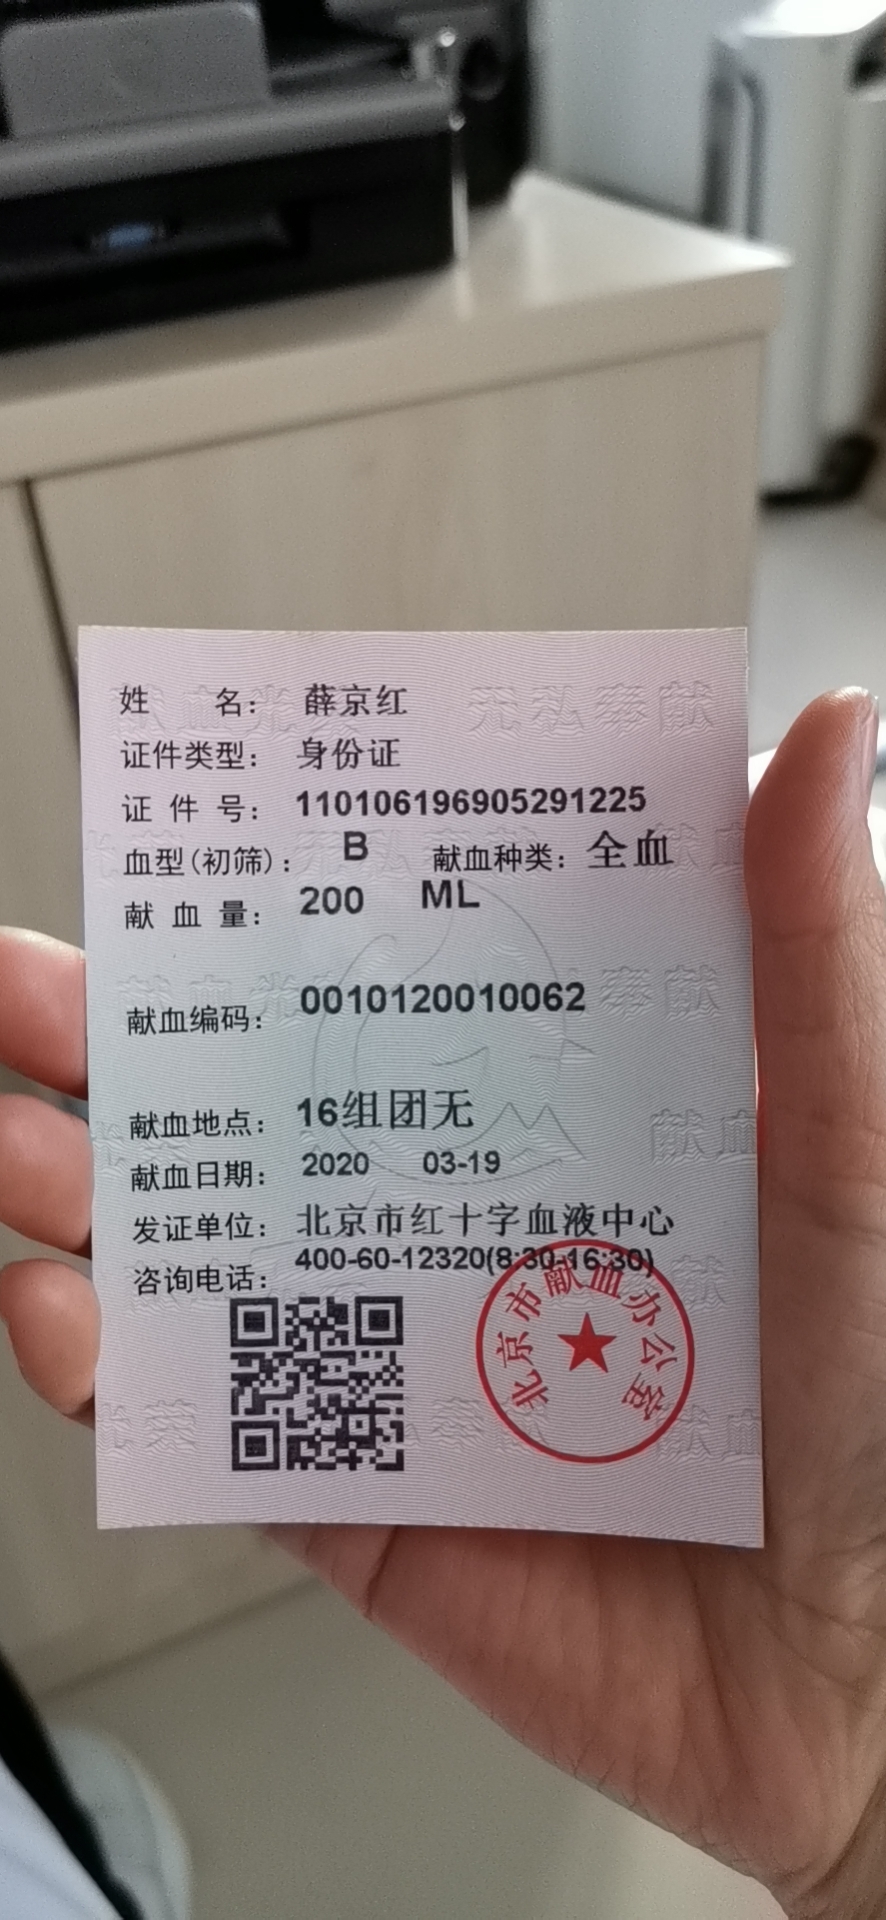 姓 名： 薛京红
证件类型： 身份证
证 件 号： 110106196905291225
血型(初筛)： B 献血种类：全血
献 血 量： 200 ML
献血编码： 0010120010062
献血地点： 16组团无
献血日期： 2020 03-19
发证单位： 北京市红十字血液中心
咨询电话： 400-60-12320(8:30-16:30)
北京市献血办公室